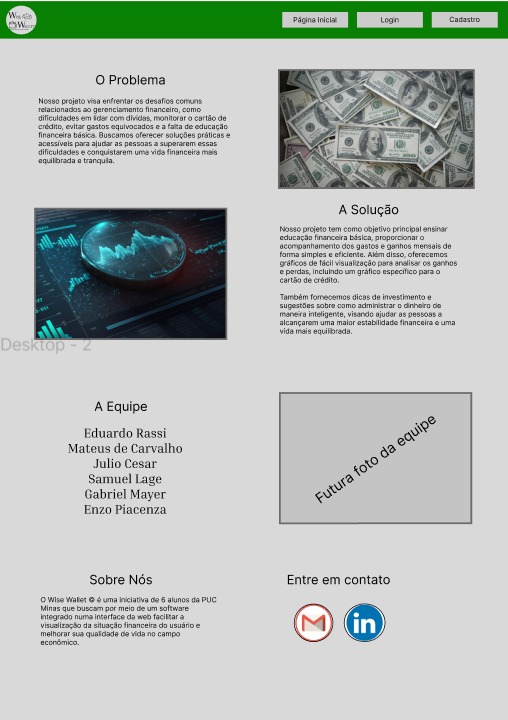 Wise
Wallet
Página Inicial
Login
Cadastro
O Problema
Nosso projeto visa enfrentar os desafios comuns
relacionados ao gerenciamento financeiro, como
dificuldades em lidar com dívidas, monitorar o cartão de
crédito, evitar gastos equivocados e a falta de educação
financeira básica. Buscamos oferecer soluções práticas e
acessíveis para ajudar as pessoas a superarem essas
dificuldades e conquistarem uma vida financeira mais
equilibrada e tranquila.
A Solução
Nosso projeto tem como objetivo principal ensinar
educação financeira básica, proporcionar o
acompanhamento dos gastos e ganhos mensais de
forma simples e eficiente. Além disso, oferecemos
gráficos de fácil visualização para analisar os ganhos
e perdas, incluindo um gráfico específico para o
cartão de crédito.
Também fornecemos dicas de investimento e
sugestões sobre como administrar o dinheiro de
maneira inteligente, visando ajudar as pessoas a
alcançarem uma maior estabilidade financeira e uma
vida mais equilibrada.
Desktop - 2
A Equipe
Eduardo Rassi
Mateus de Carvalho
Julio Cesar
Samuel Lage
Gabriel Mayer
Enzo Piacenza
Futura foto da equipe
Sobre Nós
O Wise Wallet © é uma iniciativa de 6 alunos da PUC
Minas que buscam por meio de um software
integrado numa interface da web facilitar a
visualização da situação financeira do usuário e
melhorar sua qualidade de vida no campo
econômico.
Entre em contato
in